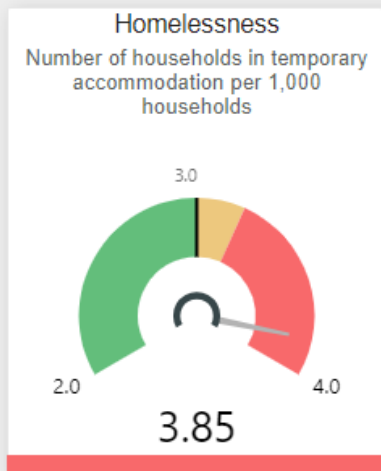 Homelessness
Number of households in temporary
accommodation per 1,000
households
3.0
2.0
4.0
3.85